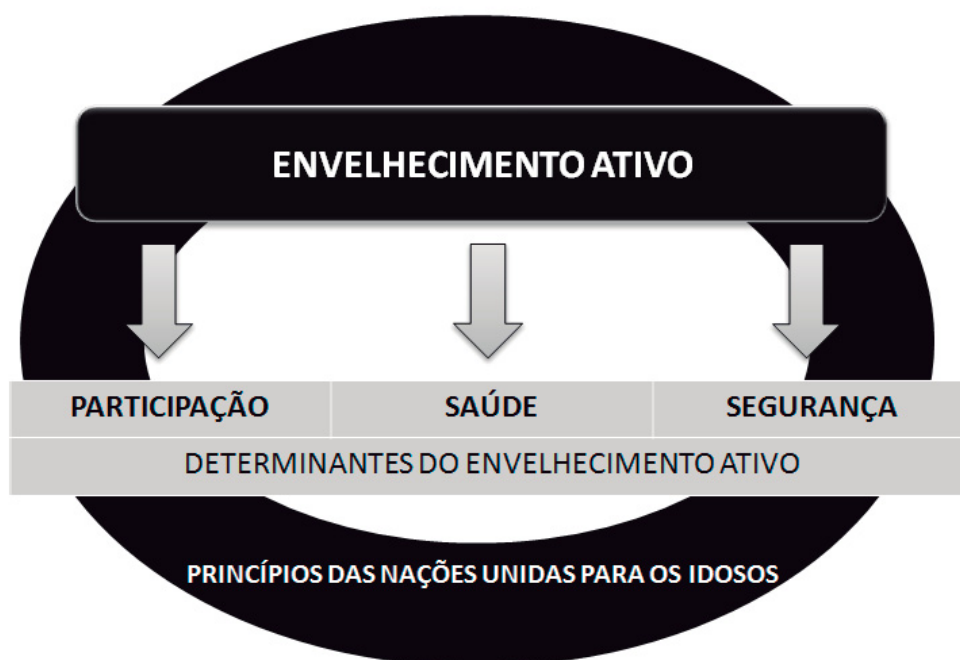 ENVELHECIMENTO ATIVO
PARTICIPAÇÃO
SAÚDE
SEGURANÇA
DETERMINANTES DO ENVELHECIMENTO ATIVO
PRINCÍPIOS DAS NAÇÕES UNIDAS PARA OS IDOSOS